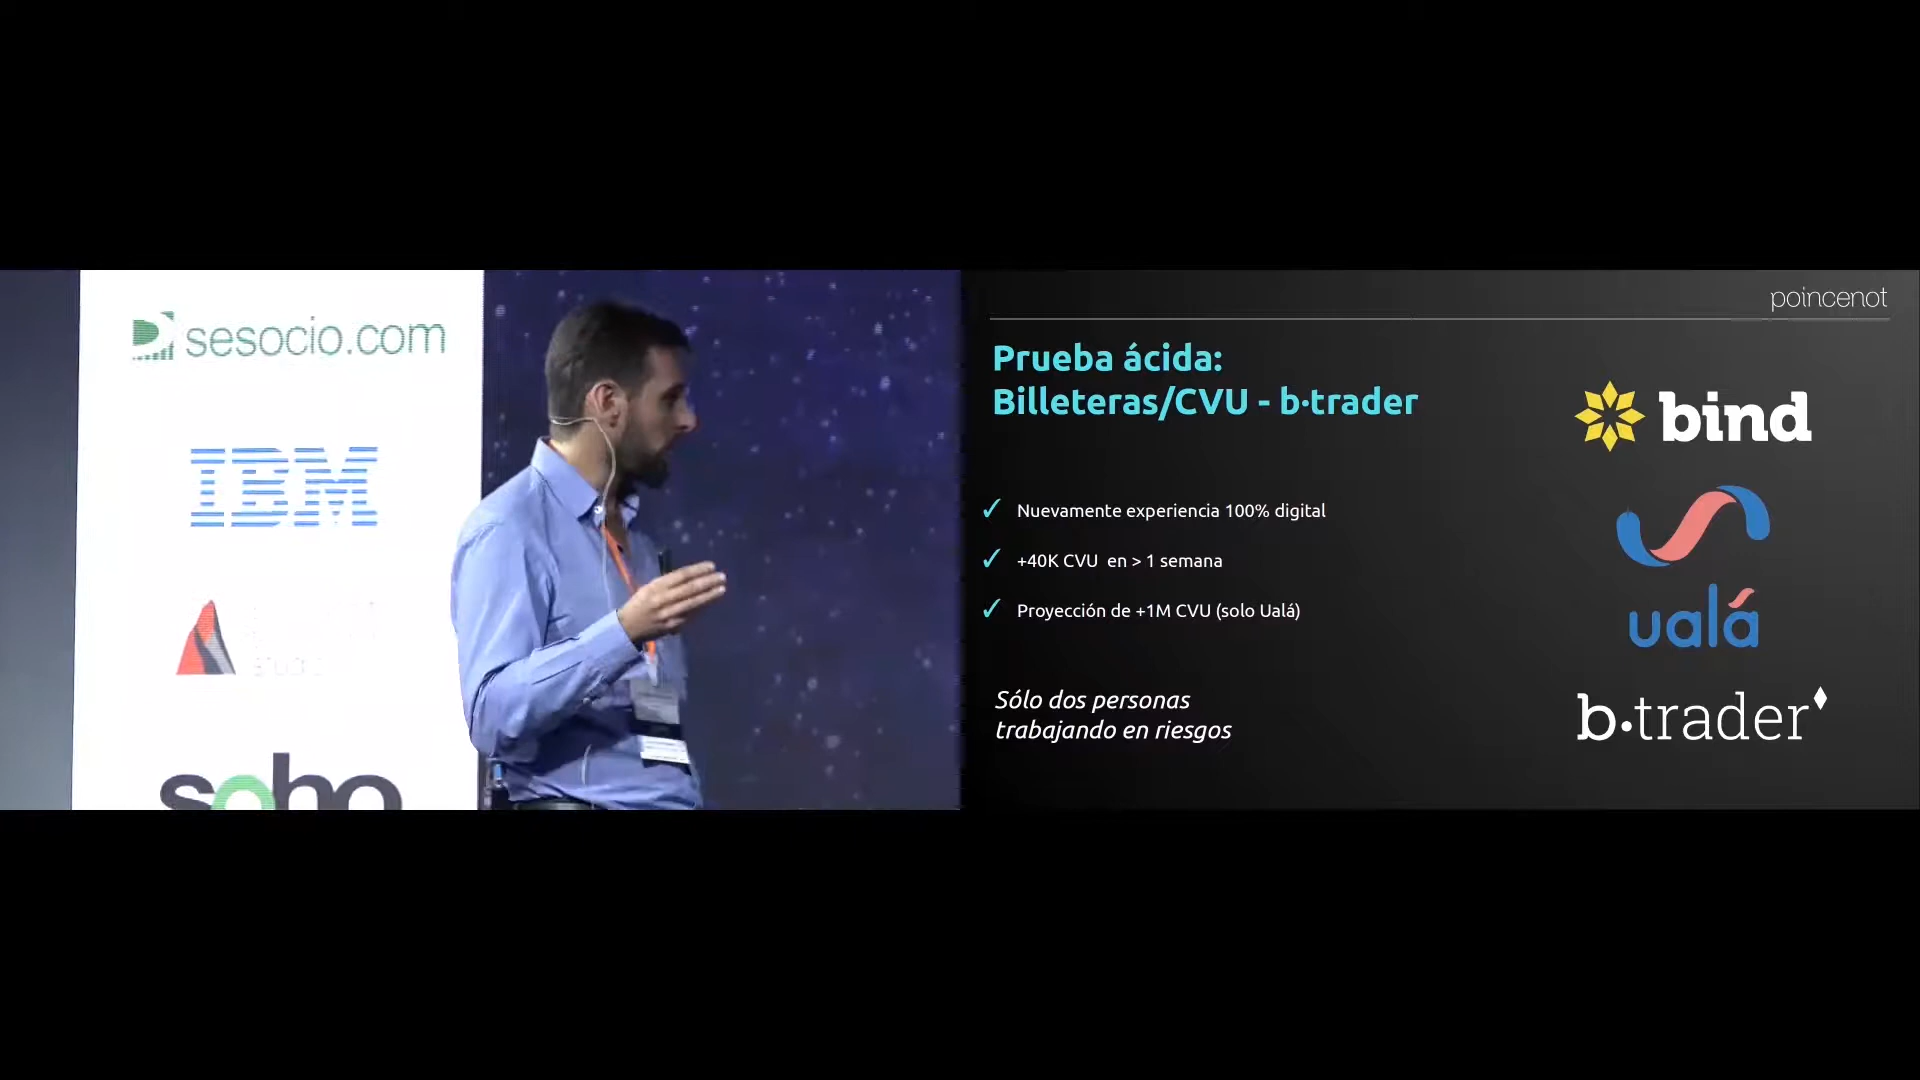 sesocio.com
IBM
soho
poincenot
Prueba ácida:
Billeteras/CVU - b·trader
✓ Nuevamente experiencia 100% digital
✓ +40K CVU en > 1 semana
✓ Proyección de +1M CVU (solo Ualá)
Sólo dos personas
trabajando en riesgos
bind
ualá
b·trader